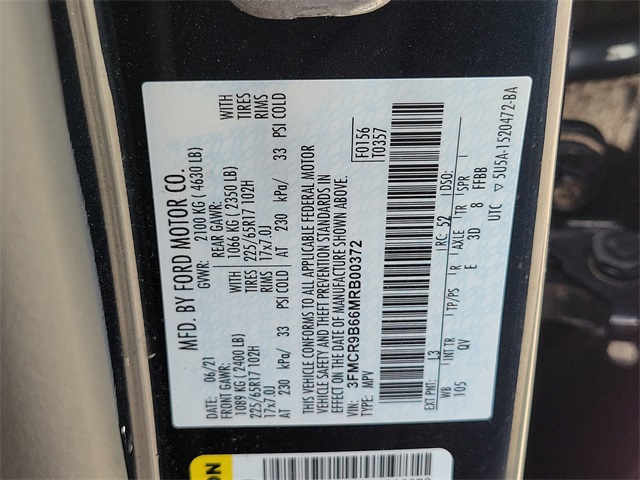 MFD. BY FORD MOTOR CO.
DATE: 06/21 GVWR: 2100 KG ( 4630 LB)
FRONT GAWR: REAR GAWR:
1089 KG ( 2400 LB) 1066 KG ( 2350 LB) WITH
225/65R17 102H 225/65R17 102H TIRES
17x7.0J 17x7.0J RIMS
AT 230 kPa/ 33 PSI COLD AT 230 kPa/ 33 PSI COLD WITH TIRES RIMS
THIS VEHICLE CONFORMS TO ALL APPLICABLE FEDERAL MOTOR
VEHICLE SAFETY AND THEFT PREVENTION STANDARDS IN
EFFECT ON THE DATE OF MANUFACTURE SHOWN ABOVE.
VIN: 3FMCR9B66MRB00372 F0156
TYPE: MPV T0357
EXT PNT: 13 RC: 52 DSO:
WB INT TR TP/PS R AXLE TR SPR
105 QV E 3D 8 FFBB
UTC ▽ 5U5A-1520472-BA